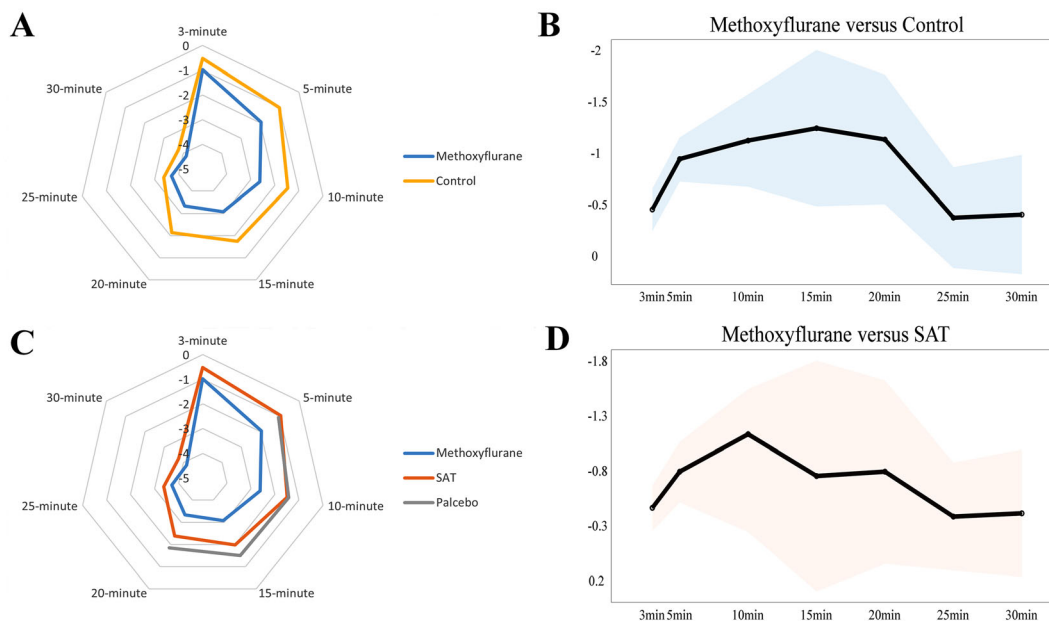 A
3-minute
0
-1
-2
-3
-4
-5
5-minute
10-minute
15-minute
20-minute
25-minute
30-minute
Methoxyflurane
Control
B
Methoxyflurane versus Control
-2
-1.5
-1
-0.5
0
3min 5min 10min 15min 20min 25min 30min
C
3-minute
0
-1
-2
-3
-4
-5
5-minute
10-minute
15-minute
20-minute
25-minute
30-minute
Methoxyflurane
SAT
Palcebo
D
Methoxyflurane versus SAT
-1.8
-1.3
-0.8
-0.3
0.2
3min 5min 10min 15min 20min 25min 30min